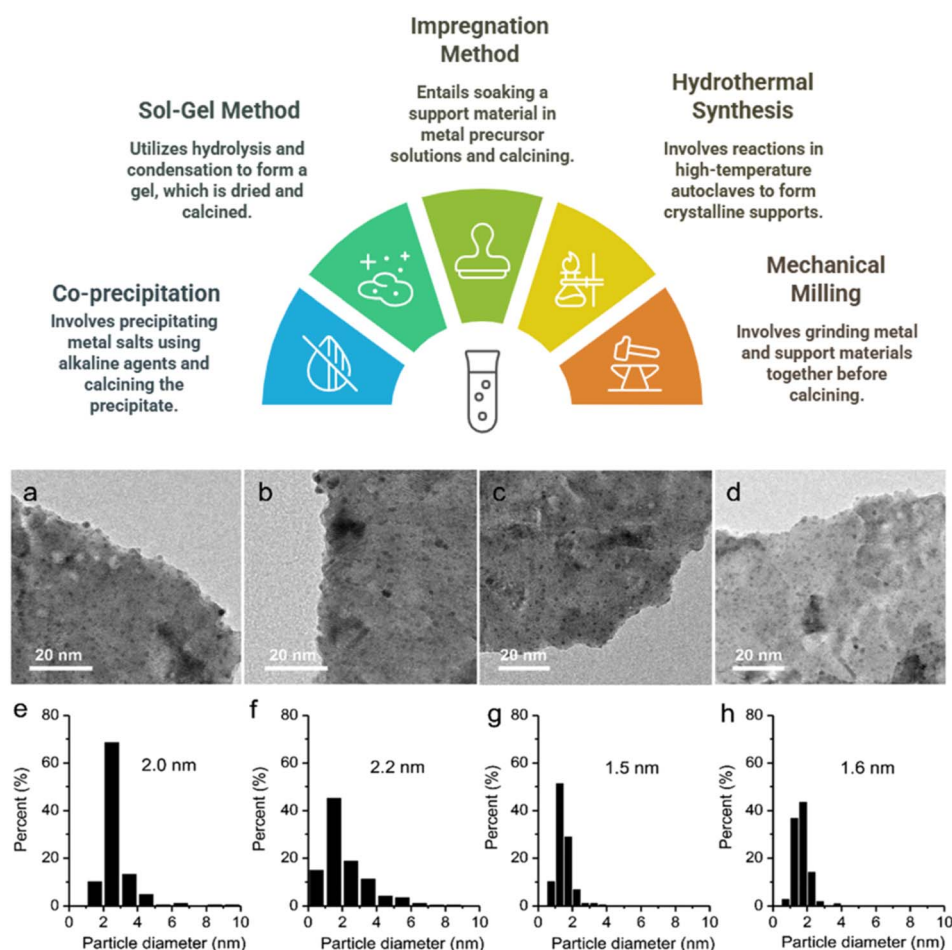 Impregnation
Method
Entails soaking a
support material in
metal precursor
solutions and calcining.
Sol-Gel Method
Utilizes hydrolysis and
condensation to form a
gel, which is dried and
calcined.
Hydrothermal
Synthesis
Involves reactions in
high-temperature
autoclaves to form
crystalline supports.
Co-precipitation
Involves precipitating
metal salts using
alkaline agents and
calcining the
precipitate.
Mechanical
Milling
Involves grinding metal
and support materials
together before
calcining.
a
20 nm
b
20 nm
c
20 nm
d
20 nm
e
80
60
40
20
0
Percent (%)
2.0 nm
0 2 4 6 8 10
Particle diameter (nm)
f
80
60
40
20
0
Percent (%)
2.2 nm
0 2 4 6 8 10
Particle diameter (nm)
g
80
60
40
20
0
Percent (%)
1.5 nm
0 2 4 6 8 10
Particle diameter (nm)
h
80
60
40
20
0
Percent (%)
1.6 nm
0 2 4 6 8 10
Particle diameter (nm)